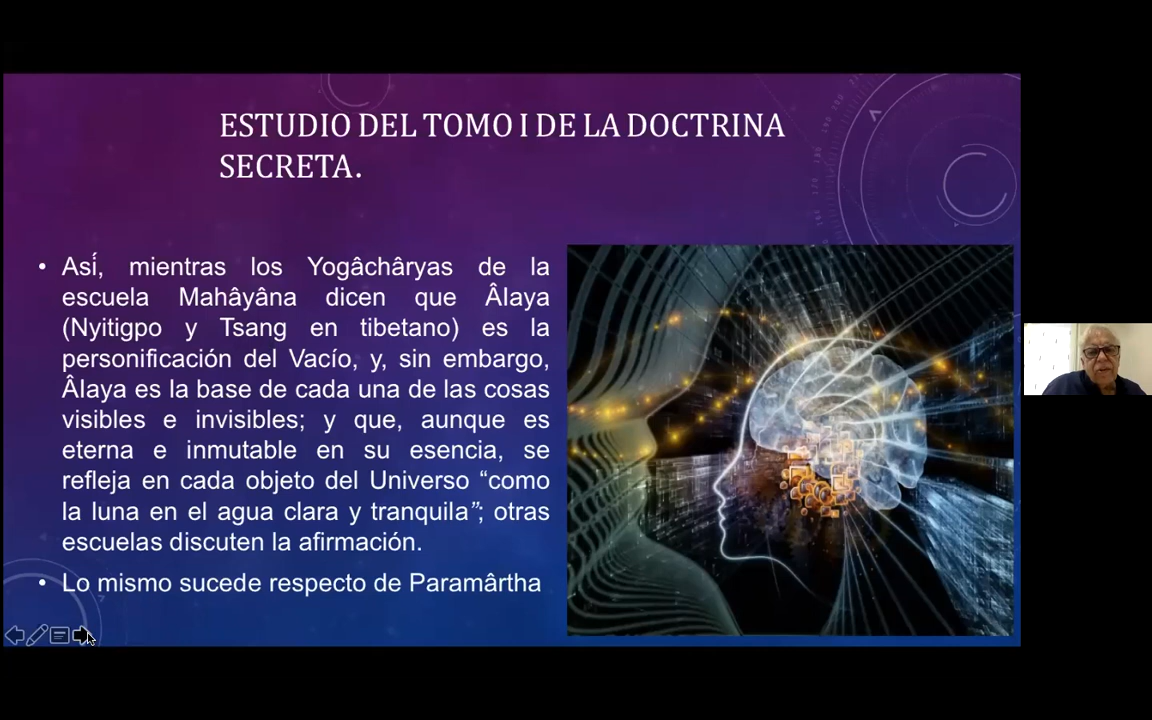 ESTUDIO DEL TOMO I DE LA DOCTRINA
SECRETA.
• Así, mientras los Yogâchâryas de la
escuela Mahâyâna dicen que Âlaya
(Nyitigpo y Tsang en tibetano) es la
personificación del Vacío, y, sin embargo,
Âlaya es la base de cada una de las cosas
visibles e invisibles; y que, aunque es
eterna e inmutable en su esencia, se
refleja en cada objeto del Universo “como
la luna en el agua clara y tranquila”; otras
escuelas discuten la afirmación.
• Lo mismo sucede respecto de Paramârtha